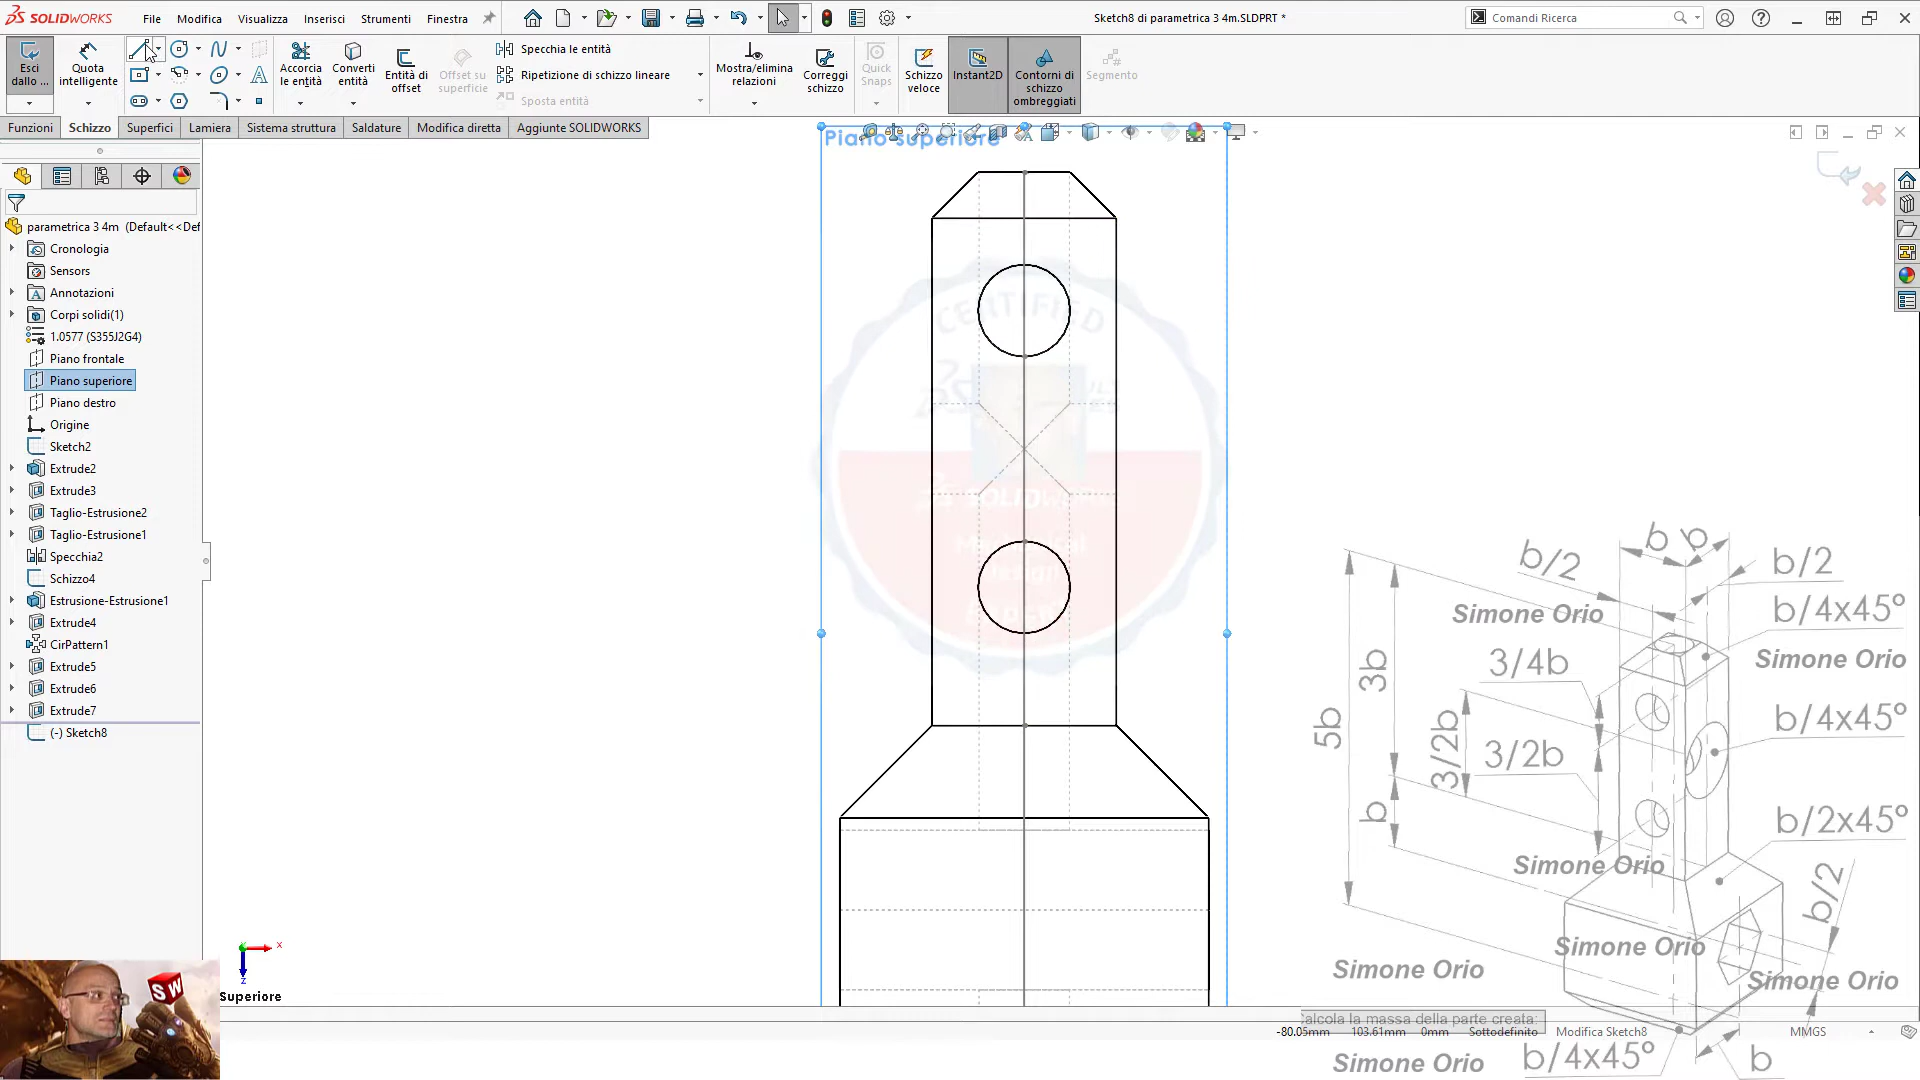 SOLIDWORKS
File
Modifica
Visualizza
Inserisci
Strumenti
Finestra
Sketch8 di parametrica 3 4m.SLDPRT *
Comandi Ricerca
Esci dallo ...
Quota intelligente
Accorcia le entità
Converti entità
Entità di offset
Offset su superficie
Specchia le entità
Ripetizione di schizzo lineare
Sposta entità
Mostra/elimina relazioni
Correggi schizzo
Quick Snaps
Schizzo veloce
Instant2D
Contorni di schizzo ombreggiati
Segmento
Funzioni
Schizzo
Superfici
Lamiera
Sistema struttura
Saldature
Modifica diretta
Aggiunte SOLIDWORKS
Piano superiore
parametrica 3 4m (Default<<Def
Cronologia
Sensors
Annotazioni
Corpi solidi(1)
1.0577 (S355J2G4)
Piano frontale
Piano superiore
Piano destro
Origine
Sketch2
Extrude2
Extrude3
Taglio-Estrusione2
Taglio-Estrusione1
Specchia2
Schizzo4
Estrusione-Estrusione1
Extrude4
CirPattern1
Extrude5
Extrude6
Extrude7
(-) Sketch8
CERTIFIED
SOLIDWORKS
b
b
b/2
b/2
Simone Orio
b/4x45°
3/4b
Simone Orio
3b
5b
3/2b
3/2b
b/4x45°
b
b/2x45°
Simone Orio
b/2
Simone Orio
Simone Orio
Simone Orio
x
z
*Superiore
SW
Calcola la massa della parte creata:
-80.05mm
103.61mm
0mm
Sottodefinito
Modifica Sketch8
MMGS
Simone Orio
b/4x45°
b